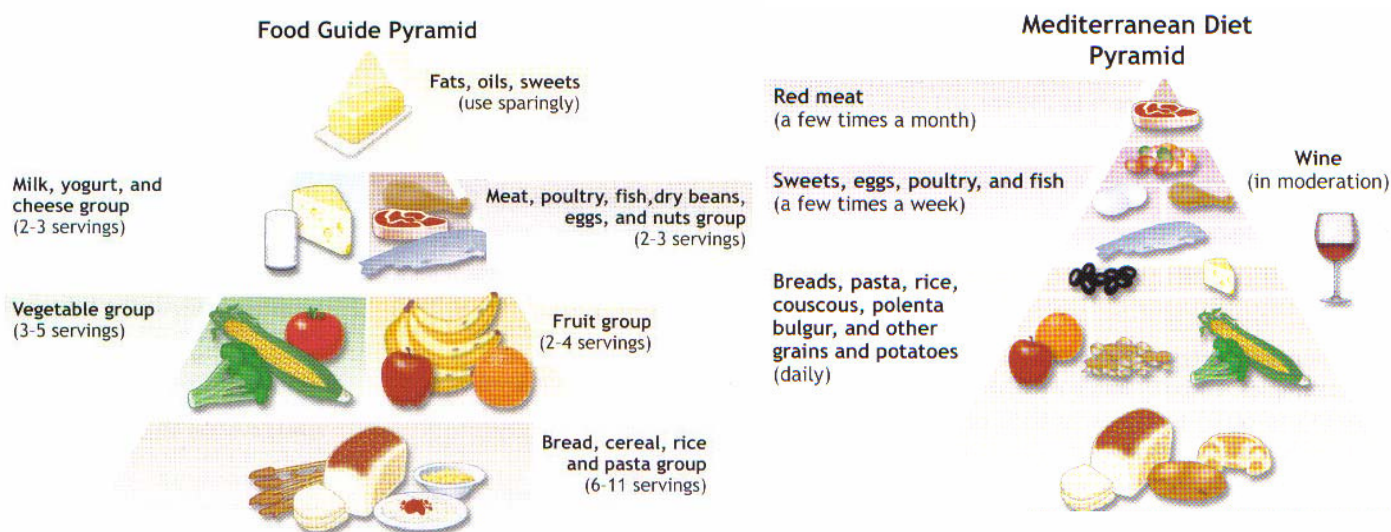 Food Guide Pyramid
Fats, oils, sweets
(use sparingly)
Milk, yogurt, and
cheese group
(2-3 servings)
Meat, poultry, fish,dry beans,
eggs, and nuts group
(2-3 servings)
Vegetable group
(3-5 servings)
Fruit group
(2-4 servings)
Bread, cereal, rice
and pasta group
(6-11 servings)
Mediterranean Diet
Pyramid
Red meat
(a few times a month)
Wine
(in moderation)
Sweets, eggs, poultry, and fish
(a few times a week)
Breads, pasta, rice,
couscous, polenta
bulgur, and other
grains and potatoes
(daily)